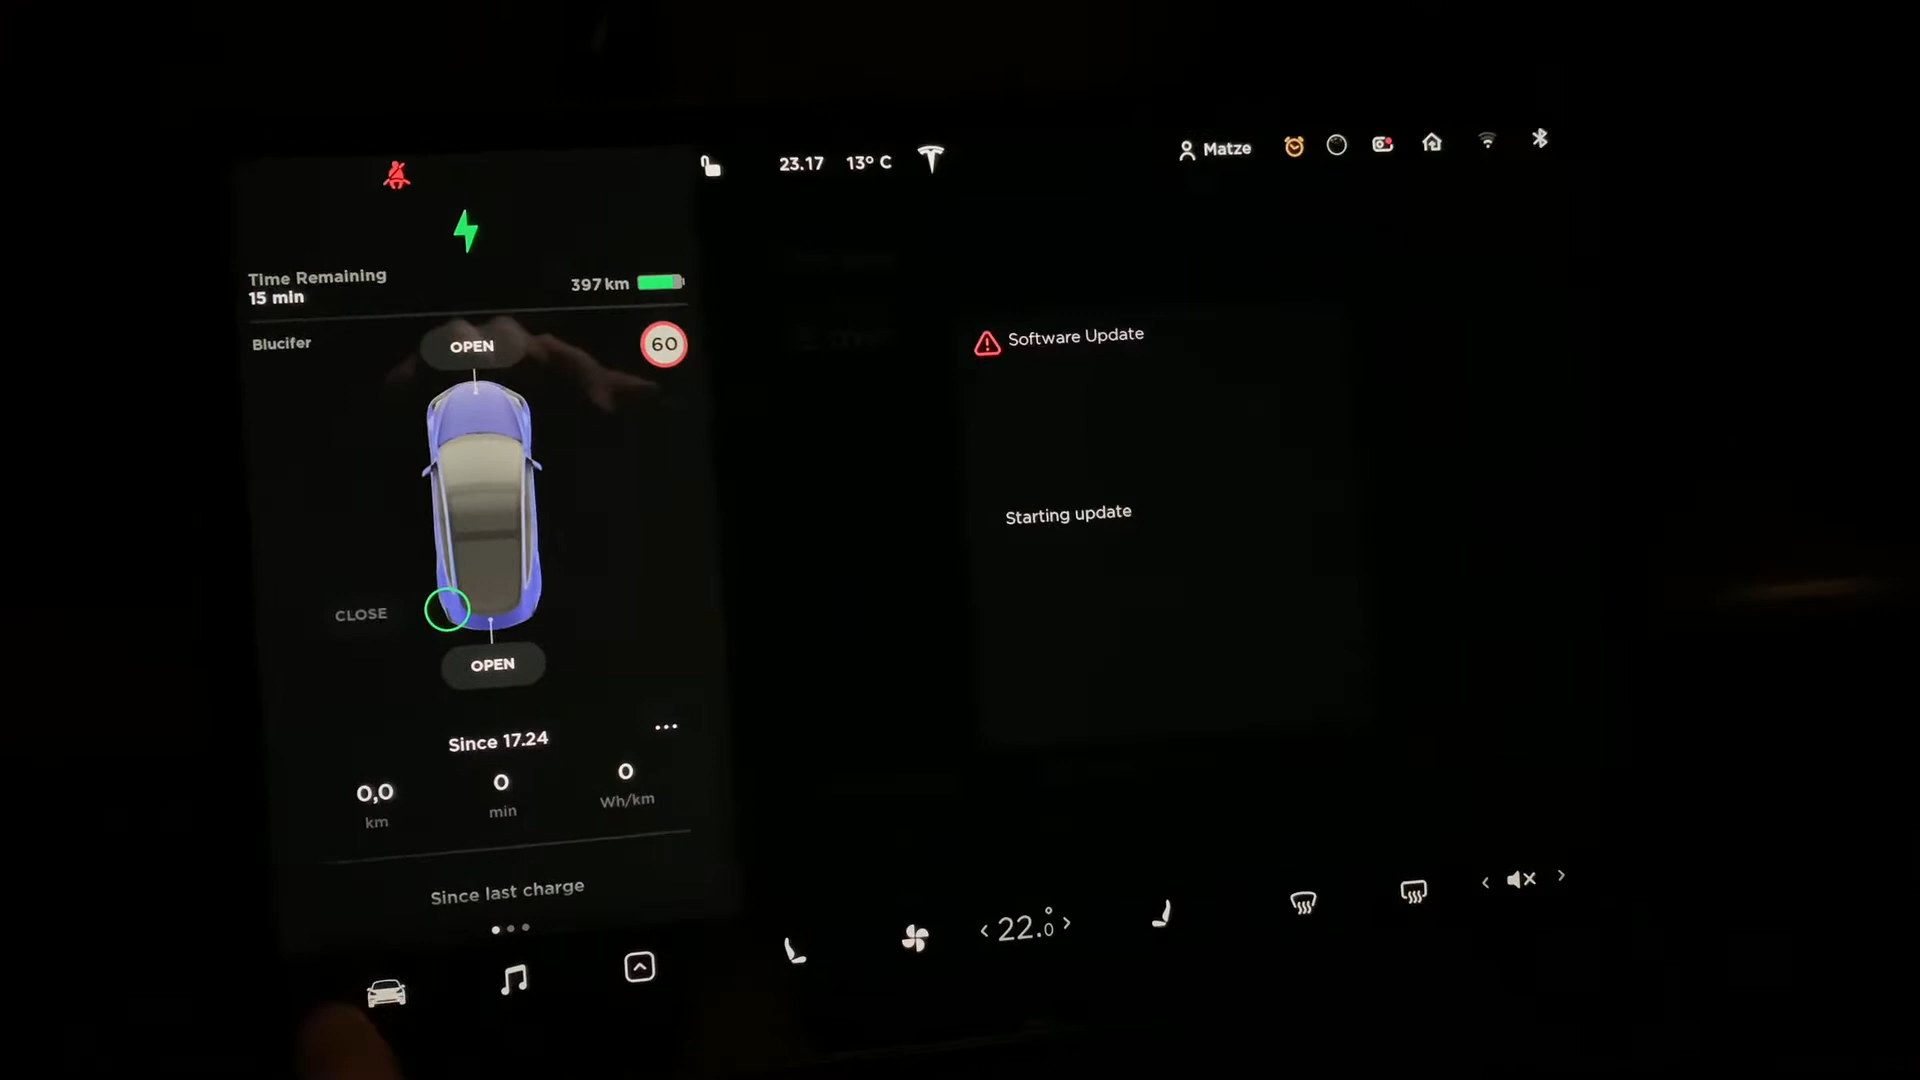 23.17 13° C
Matze
Time Remaining
15 min
397 km
Blucifer
OPEN
60
Software Update
Starting update
CLOSE
OPEN
Since 17.24
0,0
km
0
min
0
Wh/km
Since last charge
22.0°